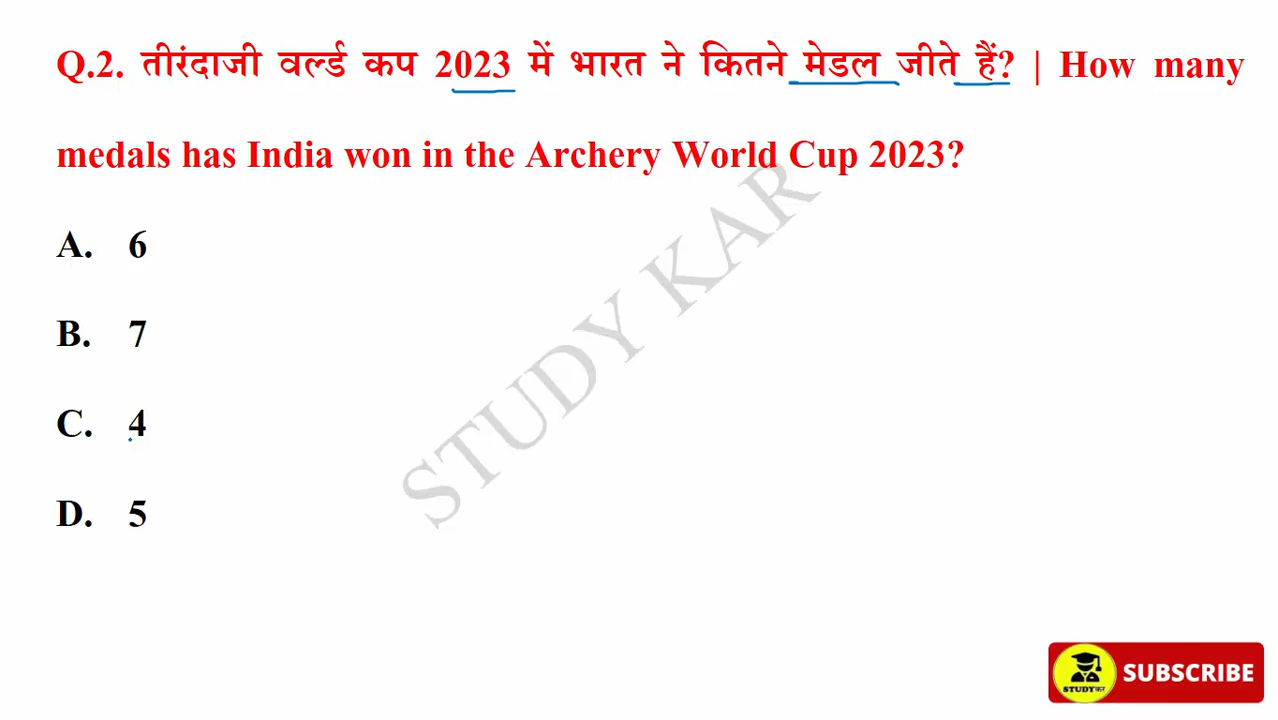 Q.2. तीरंदाजी वर्ल्ड कप 2023 में भारत ने कितने मेडल जीते हैं? | How many
medals has India won in the Archery World Cup 2023?
A. 6
B. 7
C. 4
D. 5
STUDY KAR
SUBSCRIBE
STUDYकर